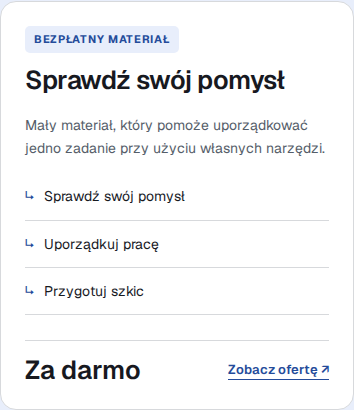 BEZPŁATNY MATERIAŁ
Sprawdź swój pomysł
Mały materiał, który pomoże uporządkować
jedno zadanie przy użyciu własnych narzędzi.
↳ Sprawdź swój pomysł
↳ Uporządkuj pracę
↳ Przygotuj szkic
Za darmo
Zobacz ofertę ↗